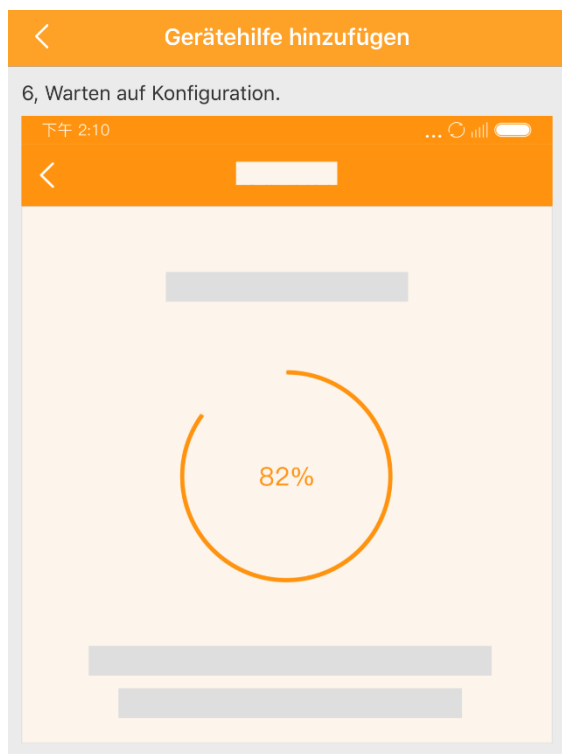 Gerätehilfe hinzufügen
6, Warten auf Konfiguration.
下午 2:10
...
82%